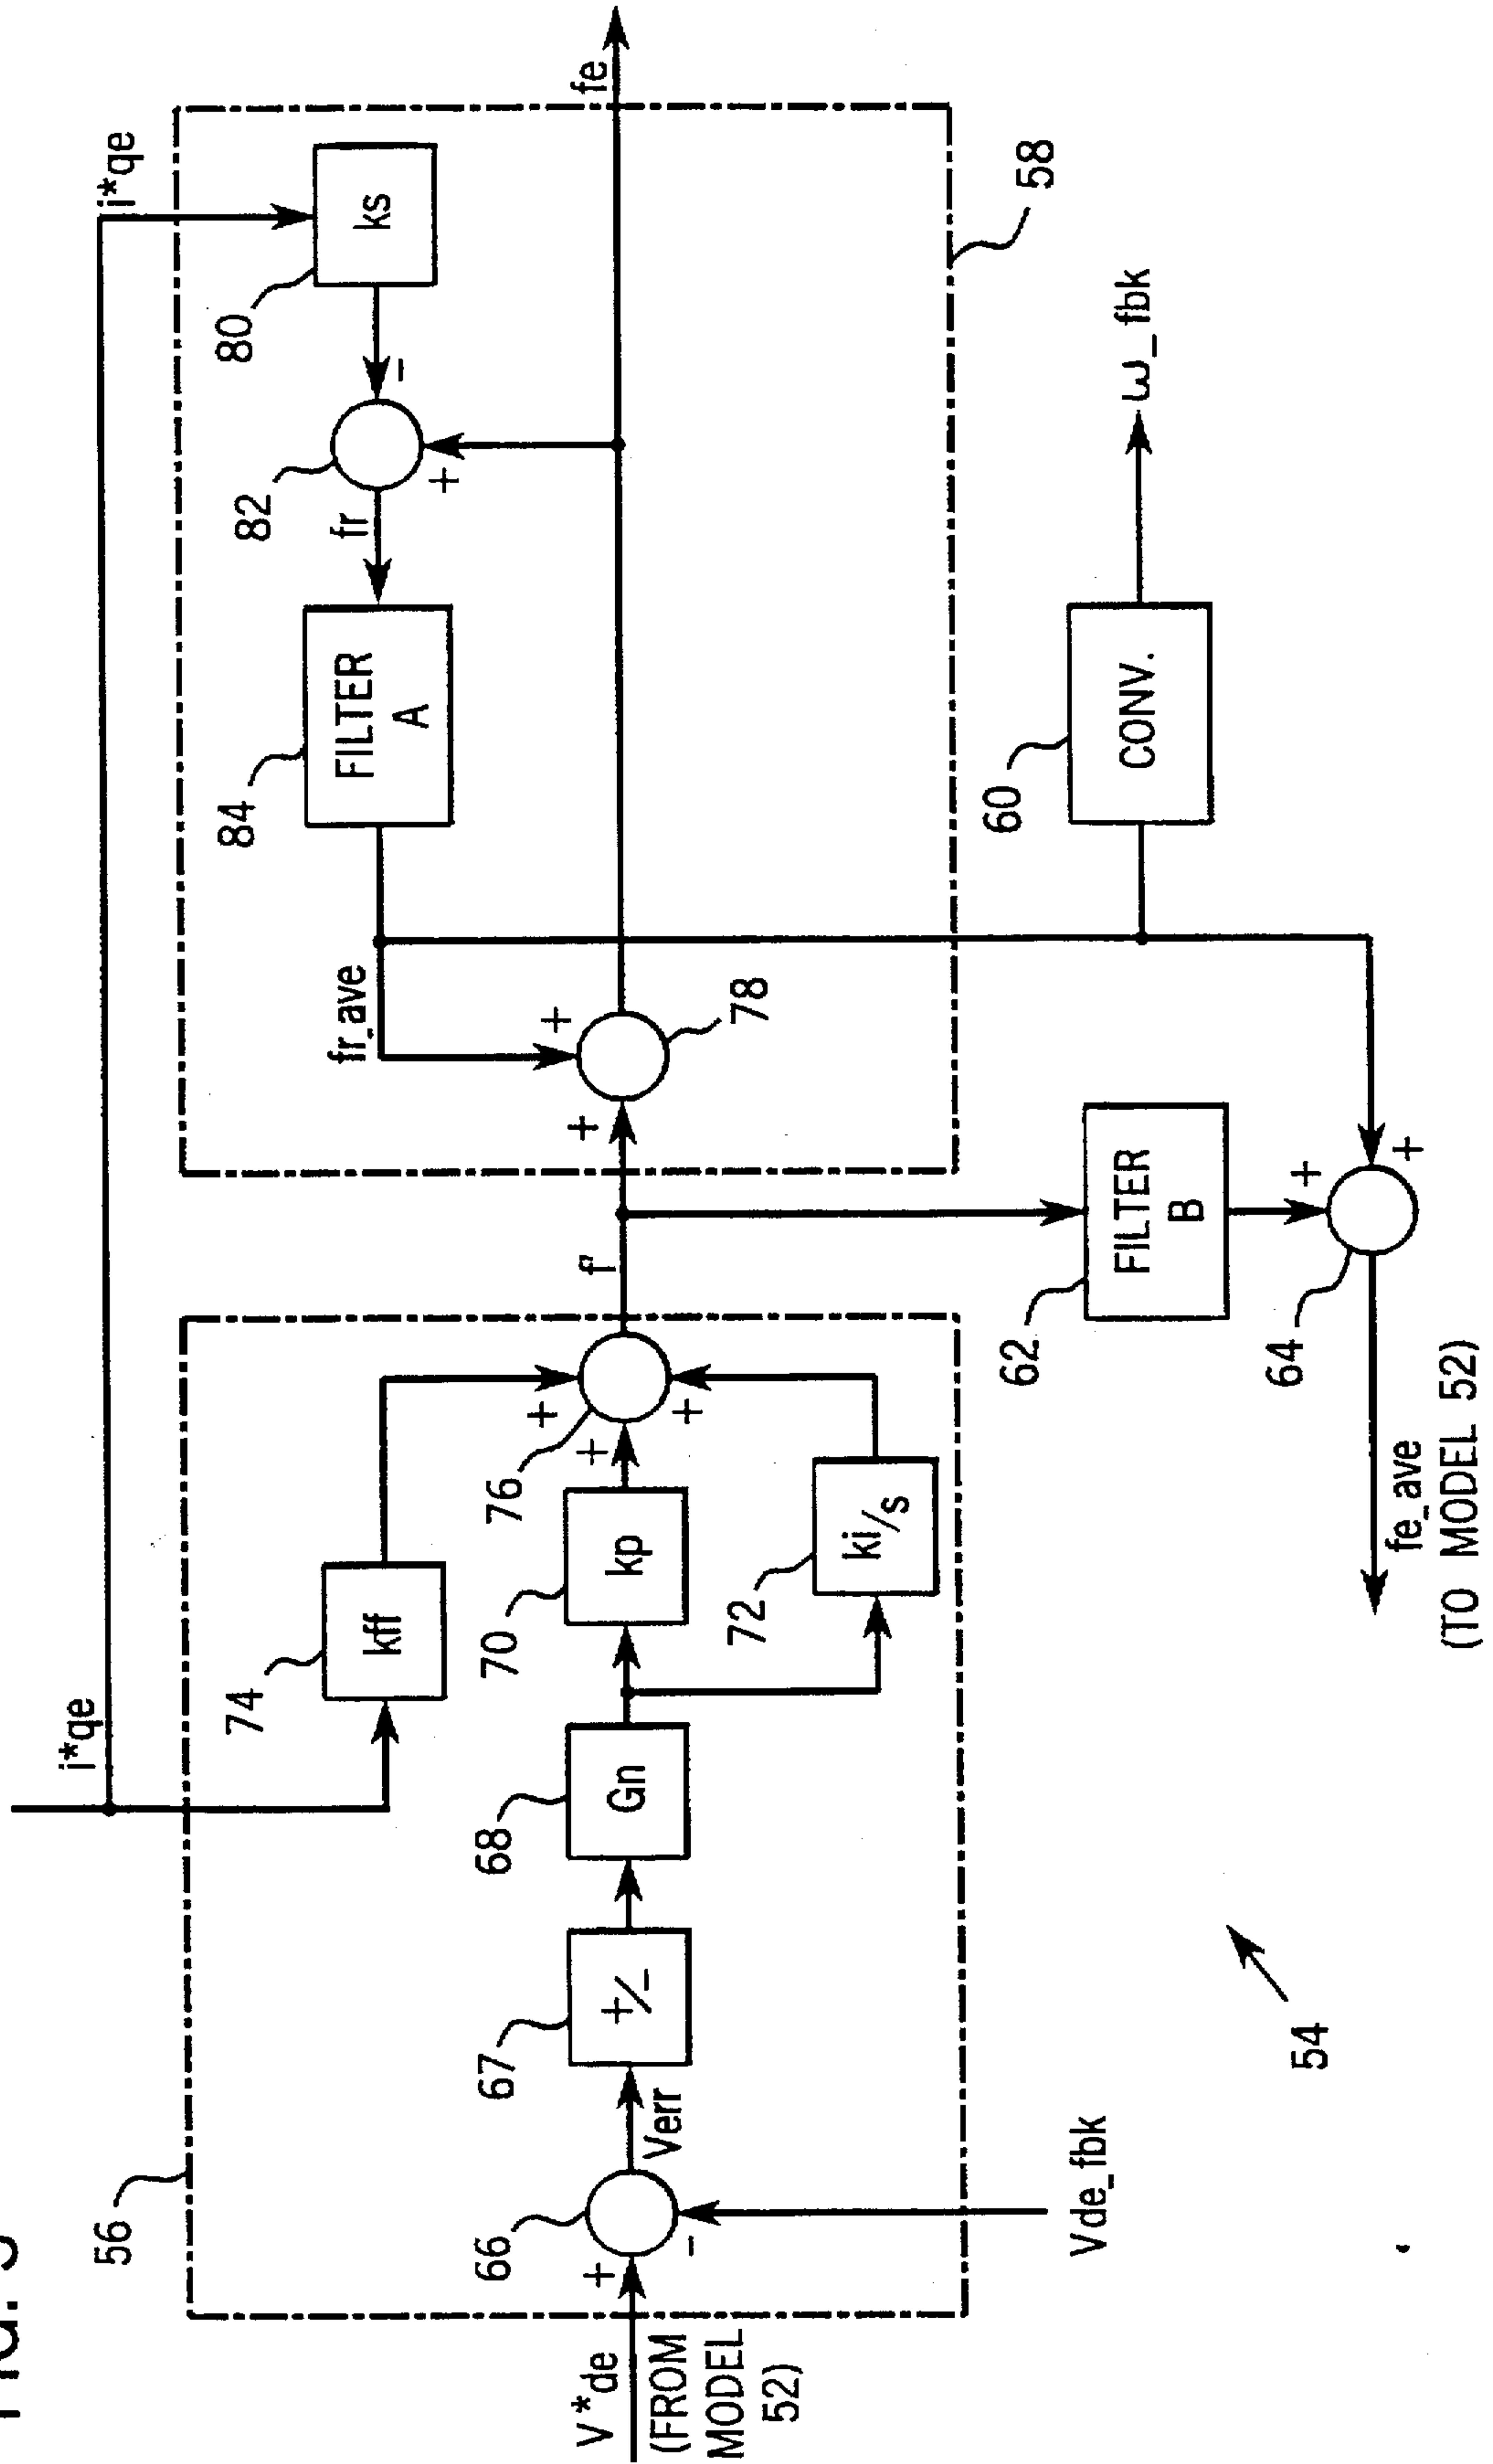 i*qe
i*qe
56
74
kff
80
ks
84
FILTER
A
fr
82
-
+
fr_ave
fe
V*de
(FROM
MODEL
52)
+
-
66
Verr
67
+/-
68
Gn
70
kp
72
ki/s
76
+
+
+
f'
+
+
78
58
Vde_fbk
54
62
FILTER
B
60
CONV.
ω_fbk
64
+
+
fe_ave
(TO MODEL 52)